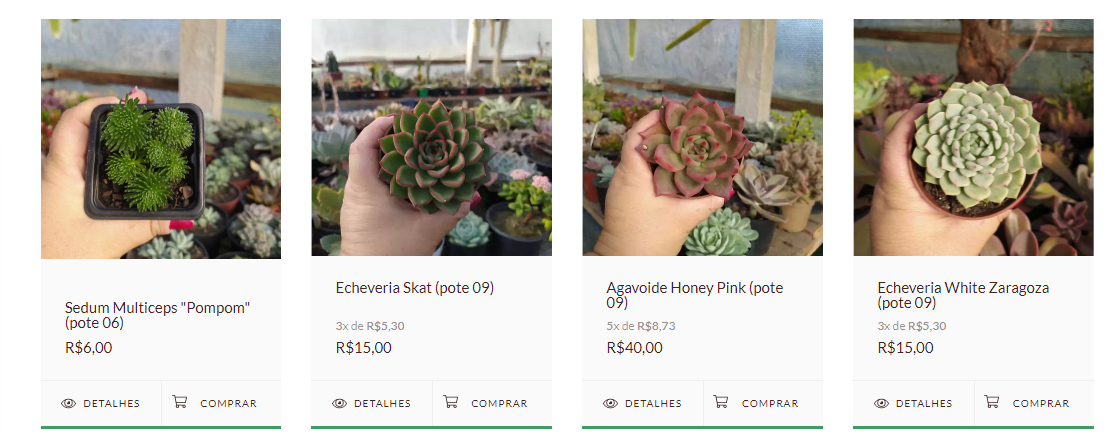 Sedum Multiceps "Pompom"
(pote 06)
R$6,00
DETALHES
COMPRAR
Echeveria Skat (pote 09)
3x de R$5,30
R$15,00
DETALHES
COMPRAR
Agavoide Honey Pink (pote
09)
5x de R$8,73
R$40,00
DETALHES
COMPRAR
Echeveria White Zaragoza
(pote 09)
3x de R$5,30
R$15,00
DETALHES
COMPRAR